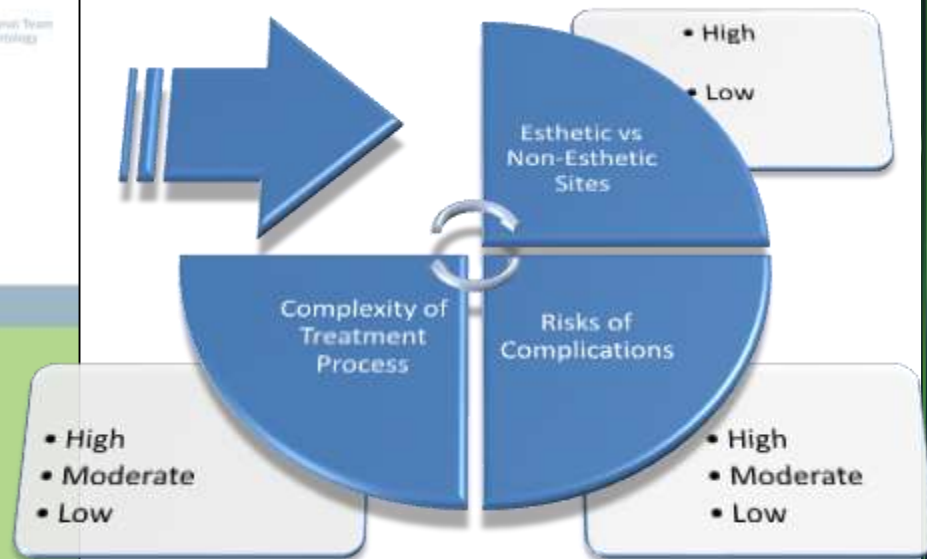 Team
• High
• Low
Esthetic vs
Non-Esthetic
Sites
Complexity of
Treatment
Process
Risks of
Complications
• High
• Moderate
• Low
• High
• Moderate
• Low